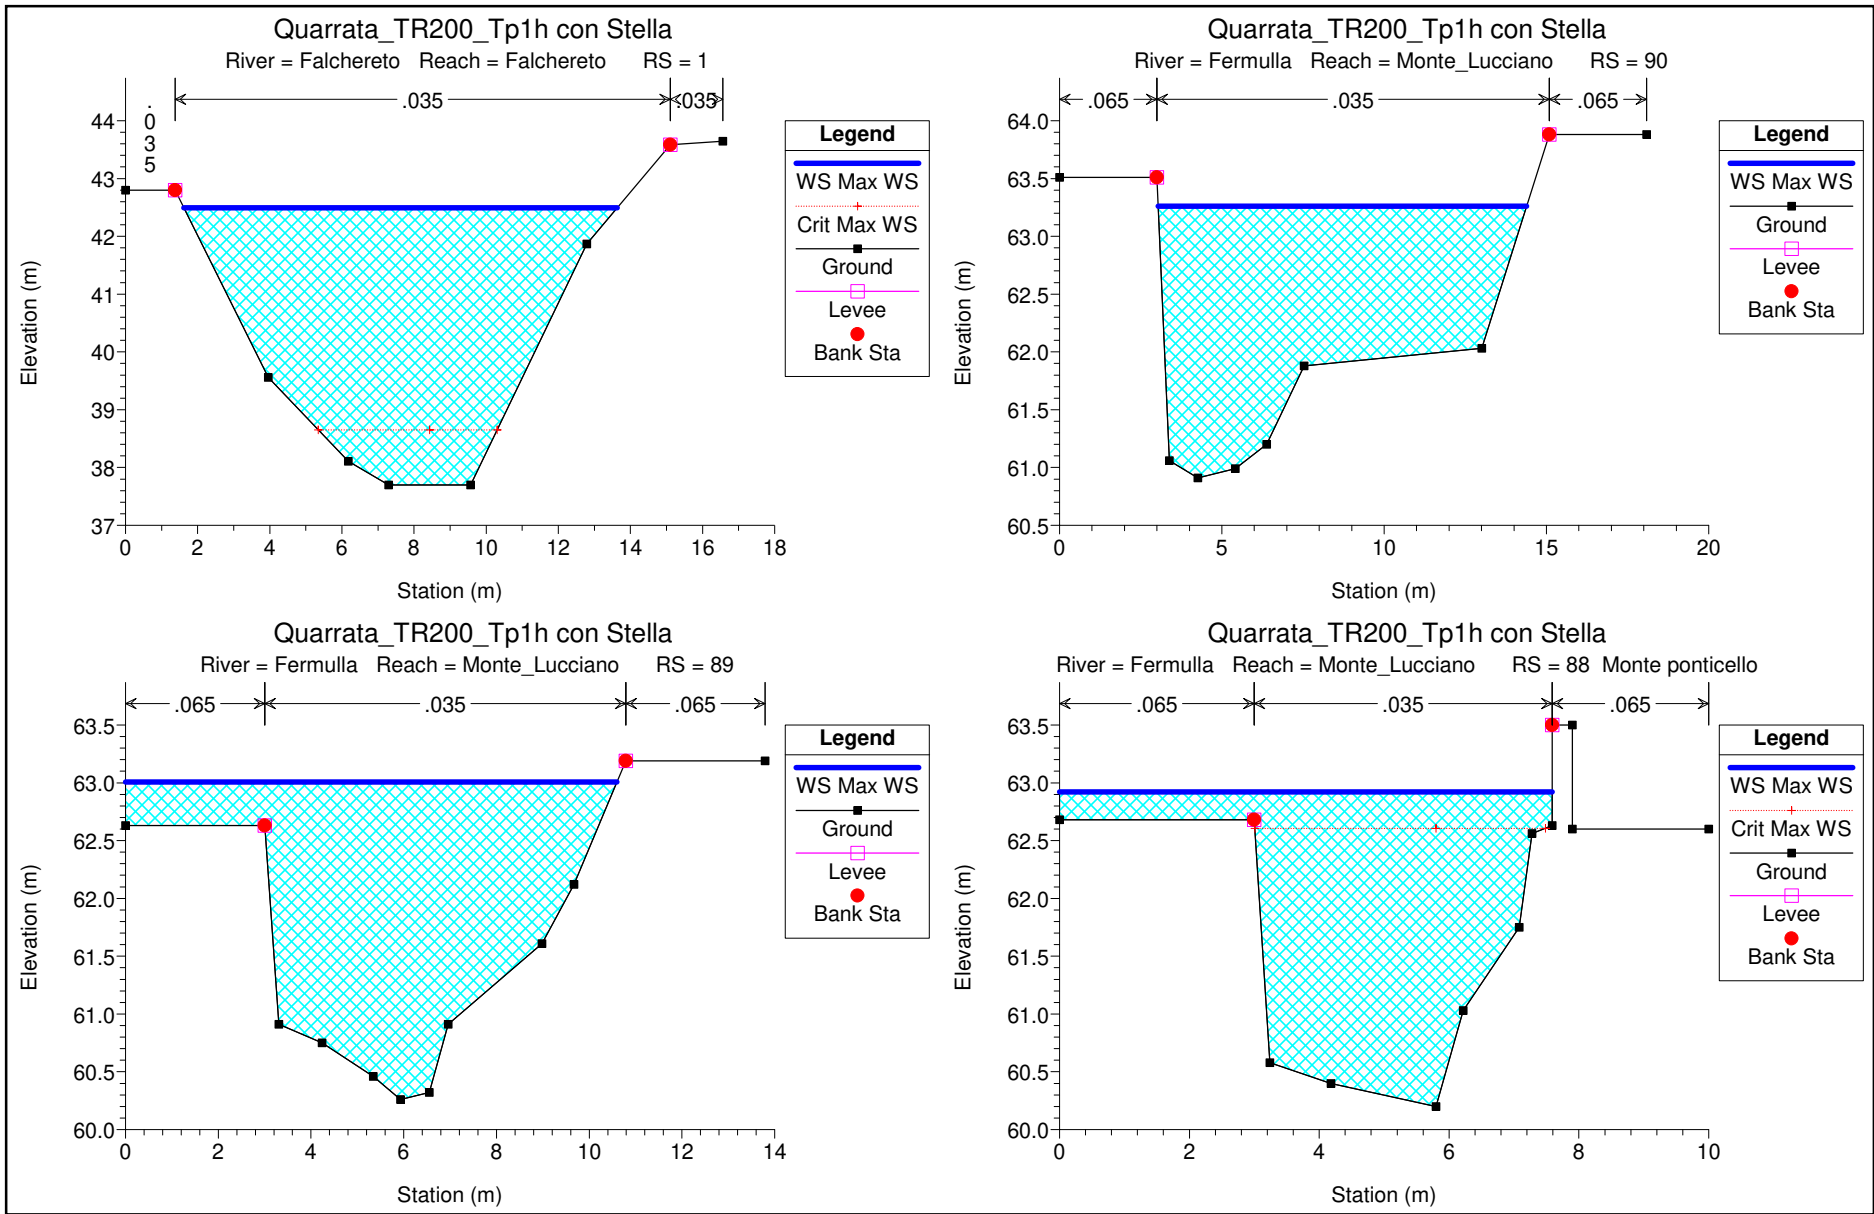 Quarrata_TR200_Tp1h con Stella
River = Falchereto Reach = Falchereto RS = 1
.035
.035
.035
44
43
42
41
40
39
38
37
Elevation (m)
0 2 4 6 8 10 12 14 16 18
Station (m)
Legend
WS Max WS
Crit Max WS
Ground
Levee
Bank Sta
Quarrata_TR200_Tp1h con Stella
River = Fermulla Reach = Monte_Lucciano RS = 90
.065 .035 .065
64.0
63.5
63.0
62.5
62.0
61.5
61.0
60.5
Elevation (m)
0 5 10 15 20
Station (m)
Legend
WS Max WS
Ground
Levee
Bank Sta
Quarrata_TR200_Tp1h con Stella
River = Fermulla Reach = Monte_Lucciano RS = 89
.065 .035 .065
63.5
63.0
62.5
62.0
61.5
61.0
60.5
60.0
Elevation (m)
0 2 4 6 8 10 12 14
Station (m)
Legend
WS Max WS
Ground
Levee
Bank Sta
Quarrata_TR200_Tp1h con Stella
River = Fermulla Reach = Monte_Lucciano RS = 88 Monte ponticello
.065 .035 .065
63.5
63.0
62.5
62.0
61.5
61.0
60.5
60.0
Elevation (m)
0 2 4 6 8 10
Station (m)
Legend
WS Max WS
Crit Max WS
Ground
Levee
Bank Sta